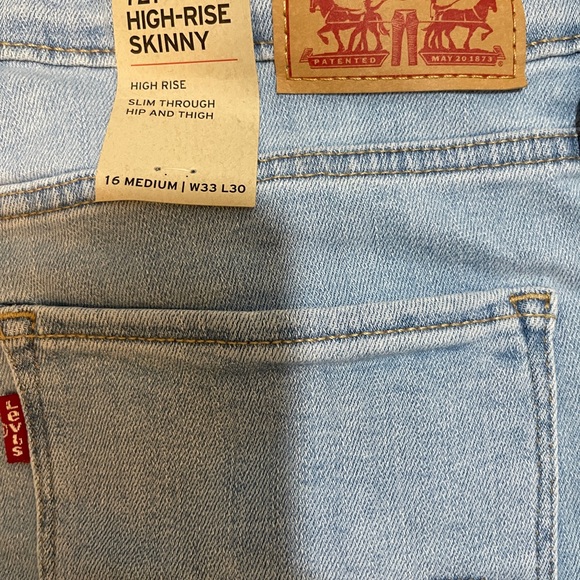 HIGH-RISE
SKINNY
HIGH RISE
SLIM THROUGH
HIP AND THIGH
16 MEDIUM | W33 L30
PATENTED
MAY 20 1873
Levi's